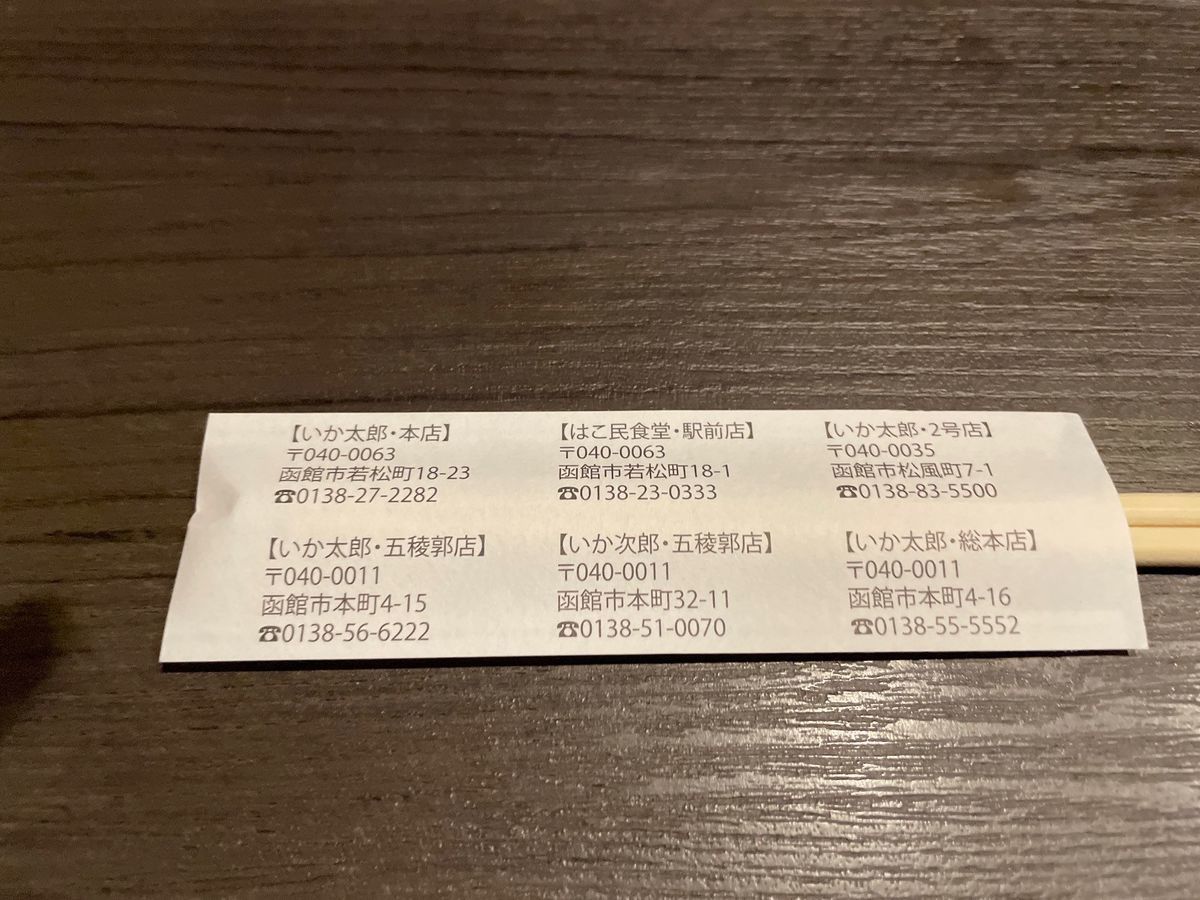 【いか太郎・本店】
〒040-0063
函館市若松町18-23
☎0138-27-2282
【はこ民食堂・駅前店】
〒040-0063
函館市若松町18-1
☎0138-23-0333
【いか太郎・2号店】
〒040-0035
函館市松風町7-1
☎0138-83-5500
【いか太郎・五稜郭店】
〒040-0011
函館市本町4-15
☎0138-56-6222
【いか次郎・五稜郭店】
〒040-0011
函館市本町32-11
☎0138-51-0070
【いか太郎・総本店】
〒040-0011
函館市本町4-16
☎0138-55-5552